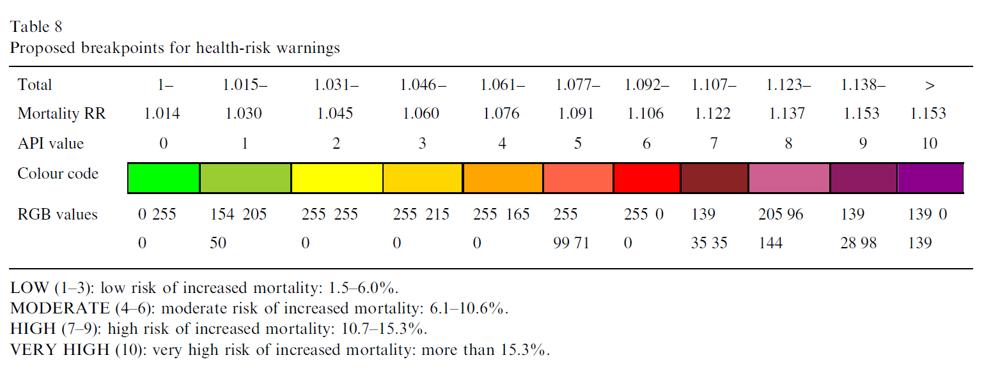 Table 8
Proposed breakpoints for health-risk warnings
Total 1– 1.015– 1.031– 1.046– 1.061– 1.077– 1.092– 1.107– 1.123– 1.138– >
Mortality RR 1.014 1.030 1.045 1.060 1.076 1.091 1.106 1.122 1.137 1.153 1.153
API value 0 1 2 3 4 5 6 7 8 9 10
Colour code
RGB values 0 255 154 205 255 255 255 215 255 165 255 255 0 139 205 96 139 139 0
0 50 0 0 0 99 71 0 35 35 144 28 98 139
LOW (1–3): low risk of increased mortality: 1.5–6.0%.
MODERATE (4–6): moderate risk of increased mortality: 6.1–10.6%.
HIGH (7–9): high risk of increased mortality: 10.7–15.3%.
VERY HIGH (10): very high risk of increased mortality: more than 15.3%.